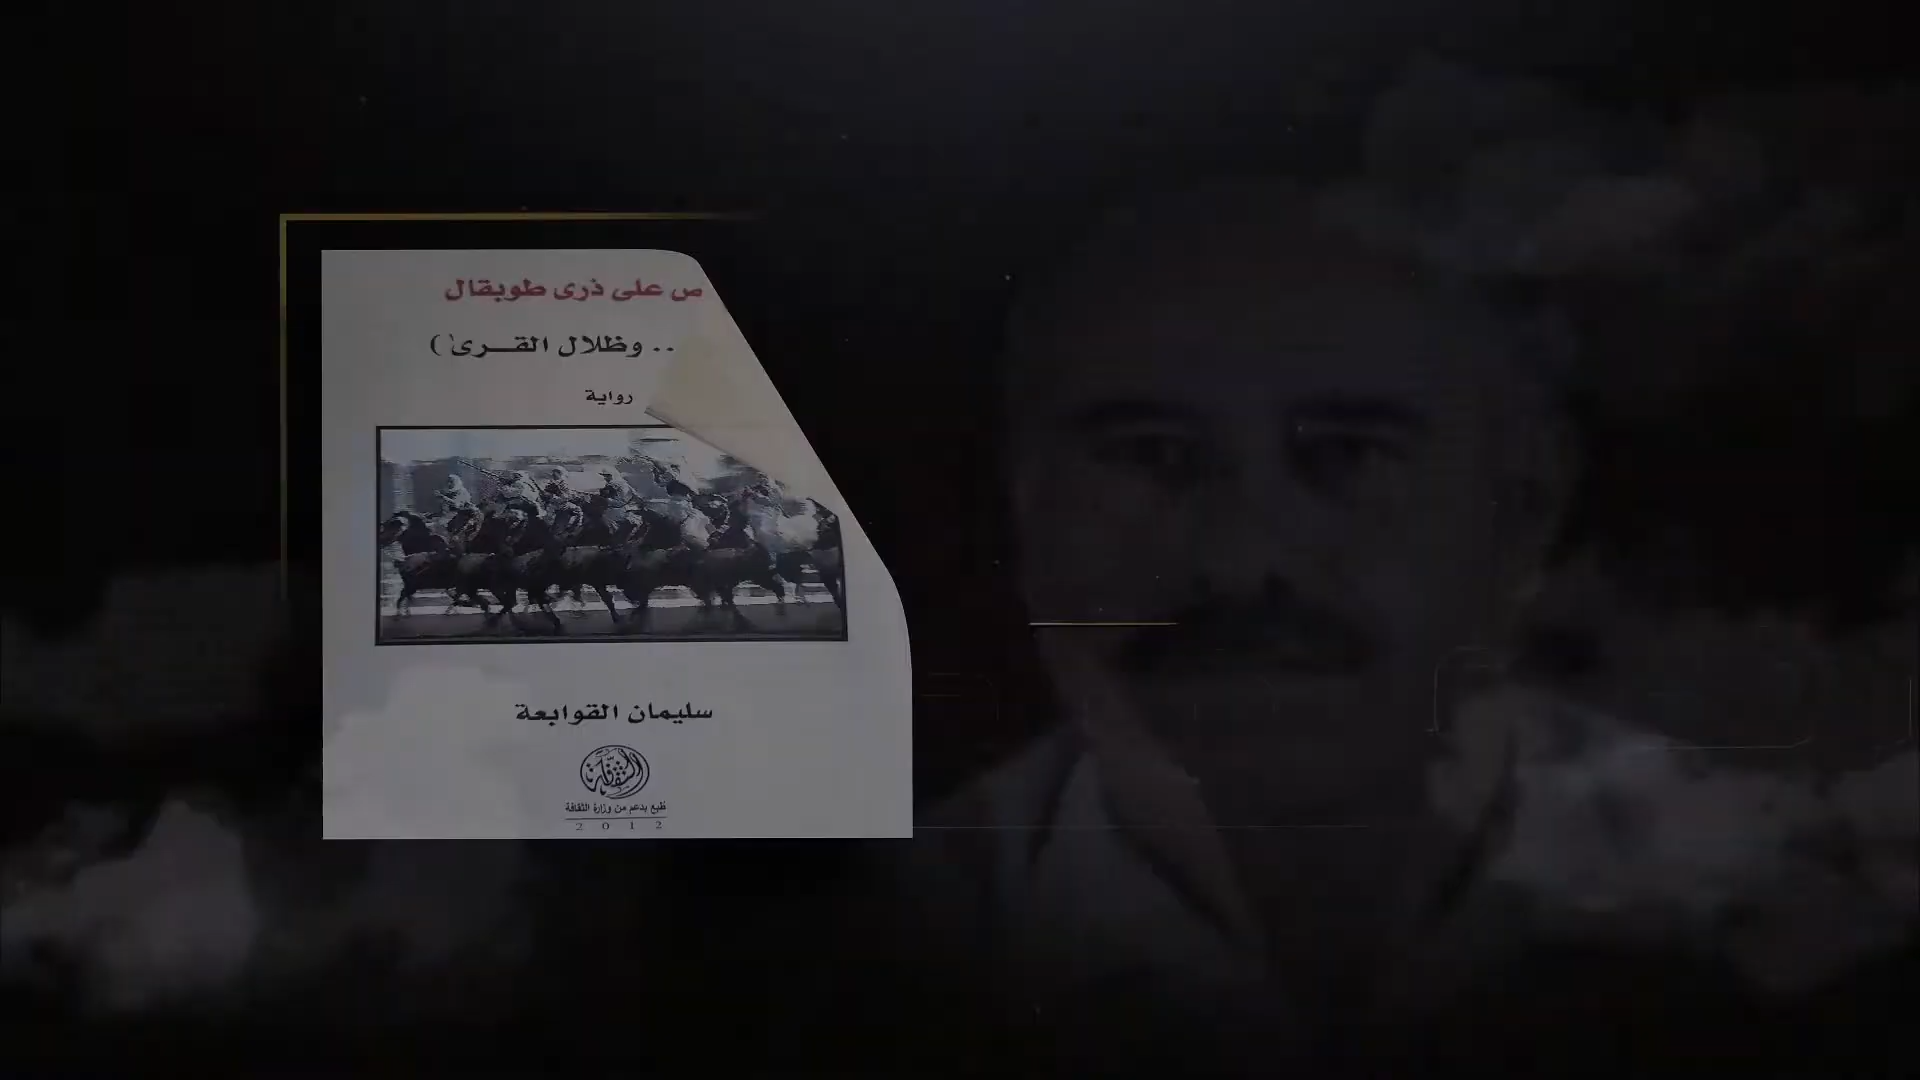 ص على ذرى طوبقال
.. وظلال القرى )
رواية
سليمان القوابعة
الثقافة
طبع بدعم من وزارة الثقافة
2012